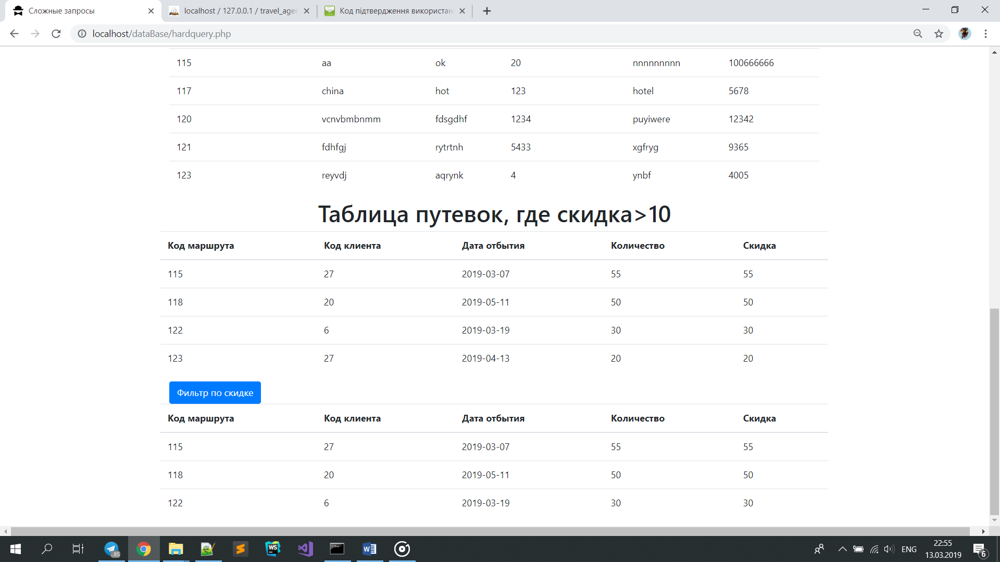 Сложные запросы
localhost / 127.0.0.1 / travel_age
Код підтвердження використан
localhost/dataBase/hardquery.php
115 aa ok 20 nnnnnnnnn 100666666
117 china hot 123 hotel 5678
120 vcnvbmbnmm fdsgdhf 1234 puyiwere 12342
121 fdhfgj rytrtnh 5433 xgfryg 9365
123 reyvdj aqrynk 4 ynbf 4005
Таблица путевок, где скидка>10
Код маршрута Код клиента Дата отбытия Количество Скидка
115 27 2019-03-07 55 55
118 20 2019-05-11 50 50
122 6 2019-03-19 30 30
123 27 2019-04-13 20 20
Фильтр по скидке
Код маршрута Код клиента Дата отбытия Количество Скидка
115 27 2019-03-07 55 55
118 20 2019-05-11 50 50
122 6 2019-03-19 30 30
85
WS
ENG
22:55
13.03.2019
6